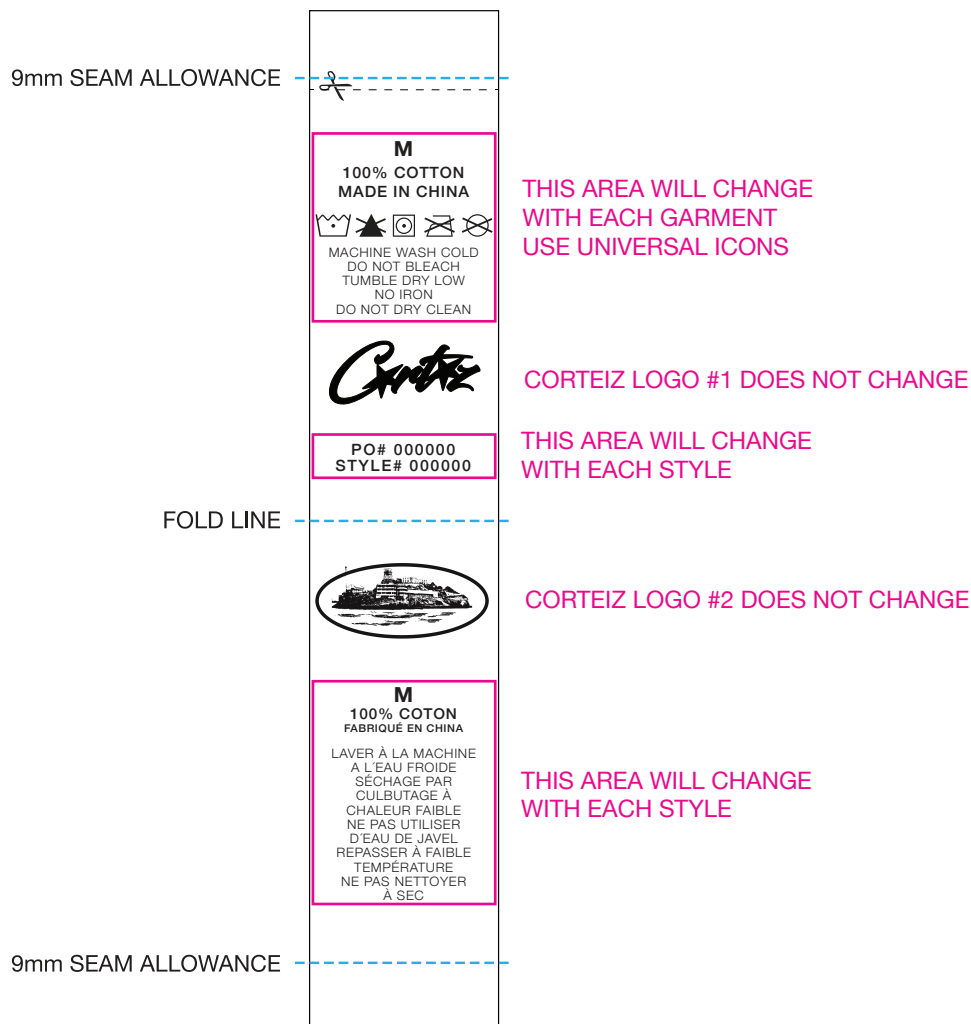 9mm SEAM ALLOWANCE
M
100% COTTON
MADE IN CHINA
MACHINE WASH COLD
DO NOT BLEACH
TUMBLE DRY LOW
NO IRON
DO NOT DRY CLEAN
THIS AREA WILL CHANGE
WITH EACH GARMENT
USE UNIVERSAL ICONS
Corteiz
CORTEIZ LOGO #1 DOES NOT CHANGE
PO# 000000
STYLE# 000000
THIS AREA WILL CHANGE
WITH EACH STYLE
FOLD LINE
CORTEIZ LOGO #2 DOES NOT CHANGE
M
100% COTON
FABRIQUÉ EN CHINA
LAVER À LA MACHINE
A L´EAU FROIDE
SÉCHAGE PAR
CULBUTAGE À
CHALEUR FAIBLE
NE PAS UTILISER
D´EAU DE JAVEL
REPASSER À FAIBLE
TEMPÉRATURE
NE PAS NETTOYER
À SEC
THIS AREA WILL CHANGE
WITH EACH STYLE
9mm SEAM ALLOWANCE